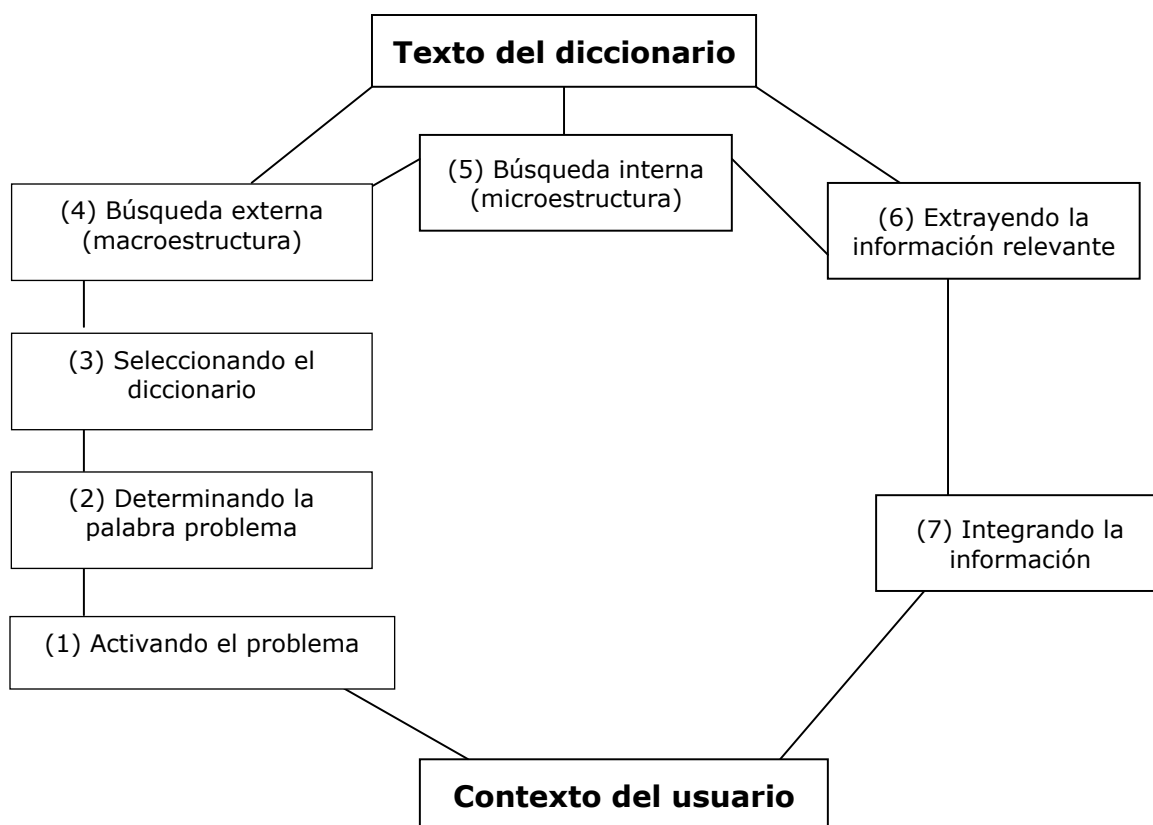 Texto del diccionario
(5) Búsqueda interna
(microestructura)
(4) Búsqueda externa
(macroestructura)
(6) Extrayendo la
información relevante
(3) Seleccionando el
diccionario
(2) Determinando la
palabra problema
(7) Integrando la
información
(1) Activando el problema
Contexto del usuario